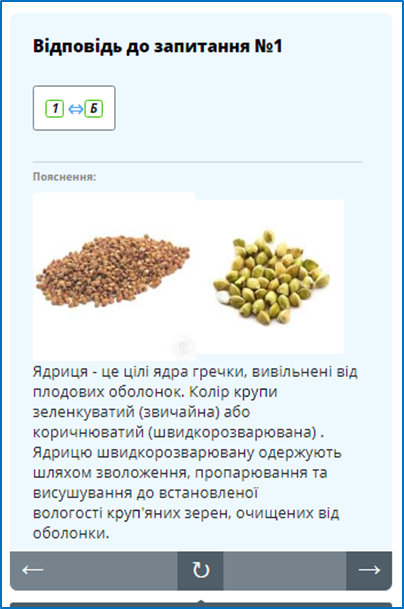 Відповідь до запитання №1
1 ⇔ Б
Пояснення:
Ядриця - це цілі ядра гречки, вивільнені від
плодових оболонок. Колір крупи
зеленкуватий (звичайна) або
коричнюватий (швидкорозварювана) .
Ядрицю швидкорозварювану одержують
шляхом зволоження, пропарювання та
висушування до встановленої
вологості круп'яних зерен, очищених від
оболонки.